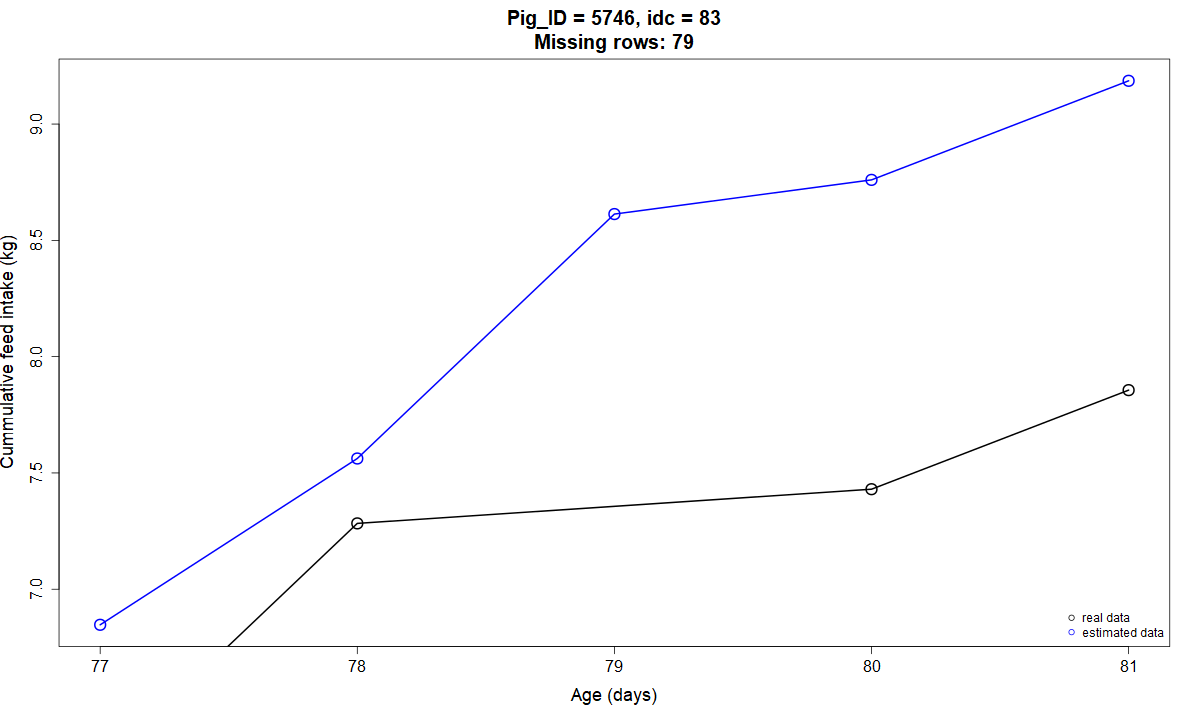 Pig_ID = 5746, idc = 83
Missing rows: 79
Cummulative feed intake (kg)
9.0
8.5
8.0
7.5
7.0
77
78
79
80
81
Age (days)
real data
estimated data